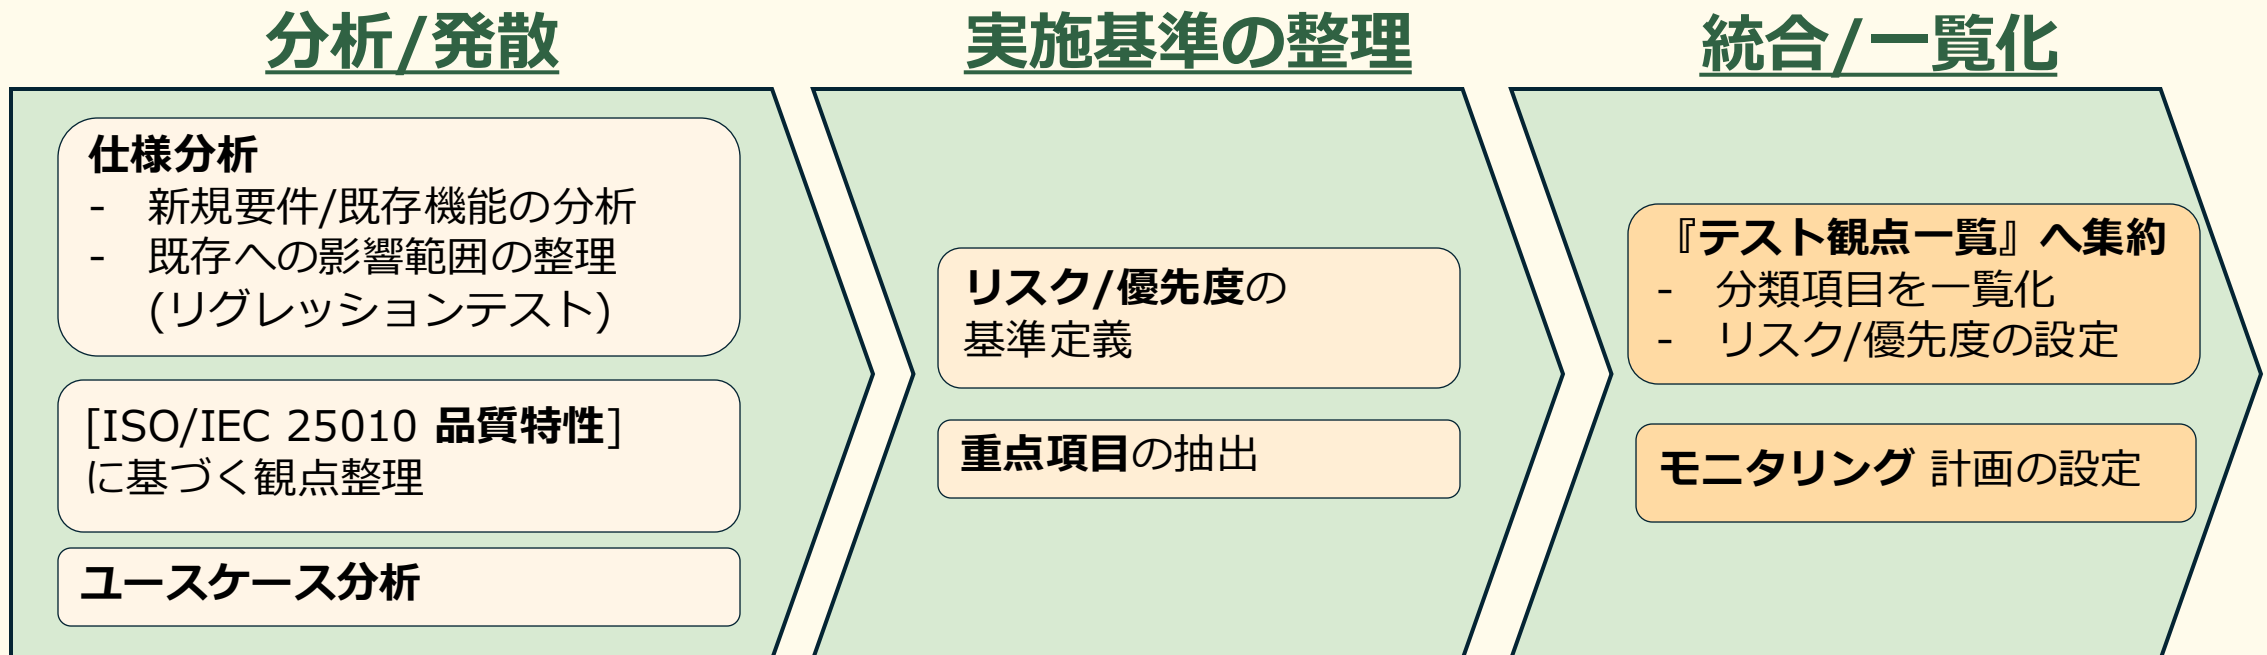 分析/発散
仕様分析
- 新規要件/既存機能の分析
- 既存への影響範囲の整理
(リグレッションテスト)
[ISO/IEC 25010 品質特性]
に基づく観点整理
ユースケース分析
実施基準の整理
リスク/優先度の
基準定義
重点項目の抽出
統合/一覧化
『テスト観点一覧』へ集約
- 分類項目を一覧化
- リスク/優先度の設定
モニタリング 計画の設定